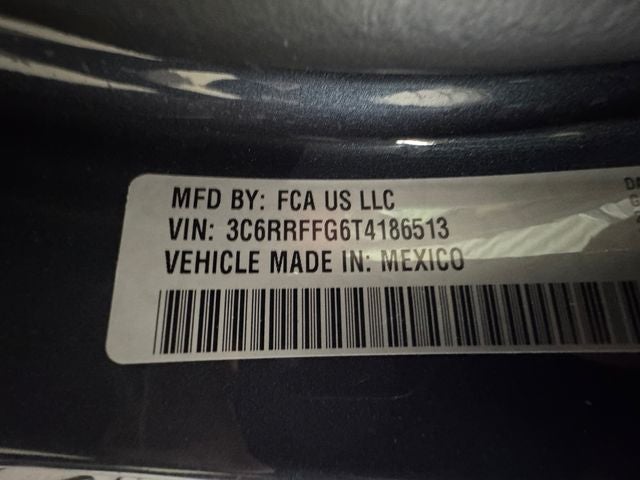 MFD BY: FCA US LLC
VIN: 3C6RRFFG6T4186513
VEHICLE MADE IN: MEXICO